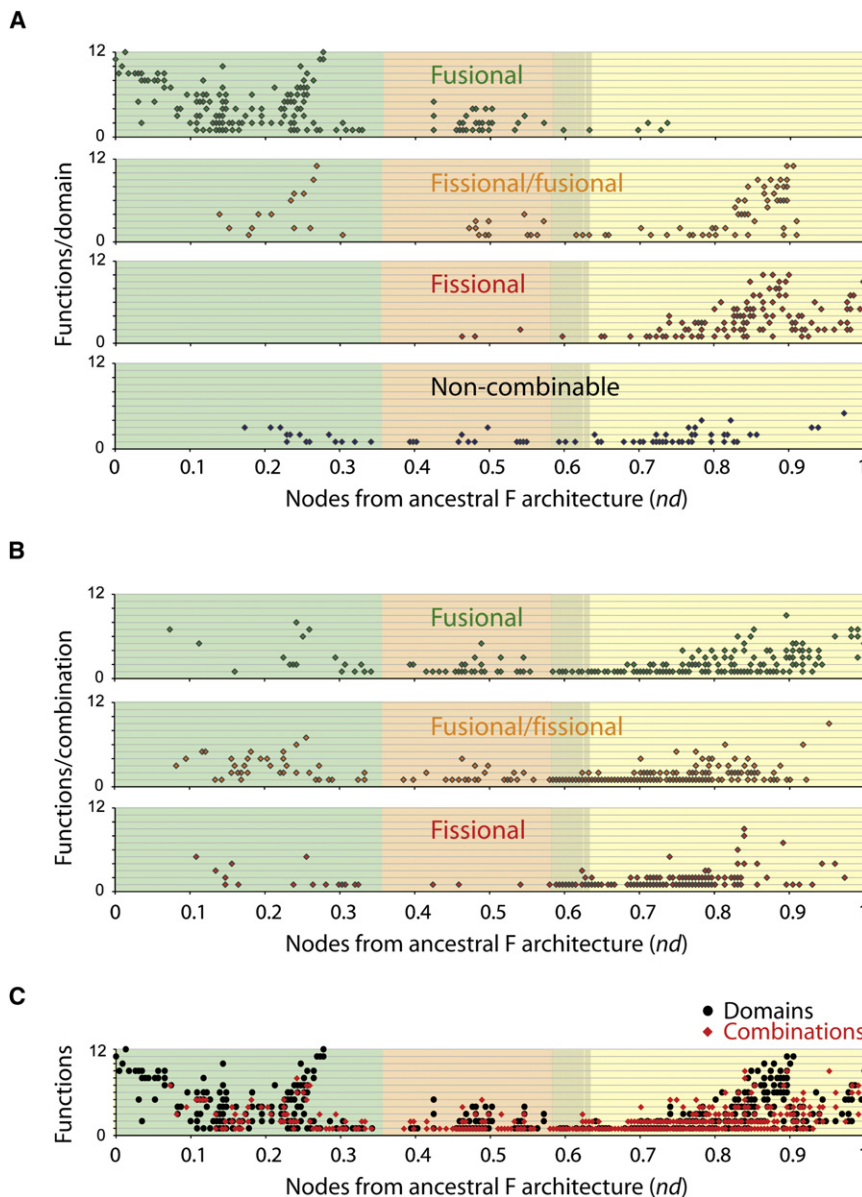 A
Functions/domain
12
0
Fusional
12
0
Fissional/fusional
12
0
Fissional
12
0
Non-combinable
0 0.1 0.2 0.3 0.4 0.5 0.6 0.7 0.8 0.9 1
Nodes from ancestral F architecture (nd)
B
Functions/combination
12
0
Fusional
12
0
Fusional/fissional
12
0
Fissional
0 0.1 0.2 0.3 0.4 0.5 0.6 0.7 0.8 0.9 1
Nodes from ancestral F architecture (nd)
C
Domains
Combinations
Functions
12
0
0 0.1 0.2 0.3 0.4 0.5 0.6 0.7 0.8 0.9 1
Nodes from ancestral F architecture (nd)